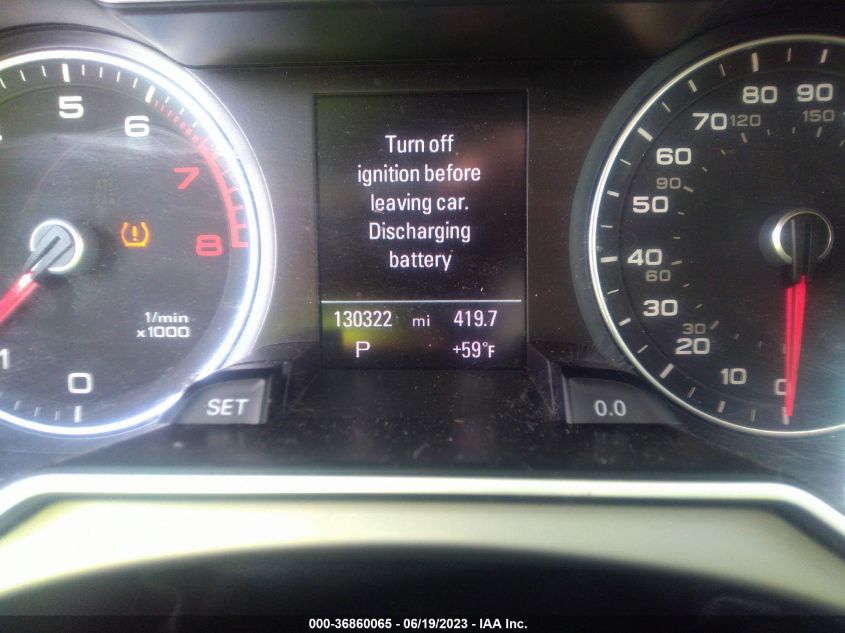 5
6
7
8
1/min
x1000
1
0
SET
Turn off
ignition before
leaving car.
Discharging
battery
130322 mi 419.7
P +59°F
80 90
70 120 150
60
90
50
40
60
30
30
20
10
0
0.0
000-36860065 - 06/19/2023 - IAA Inc.